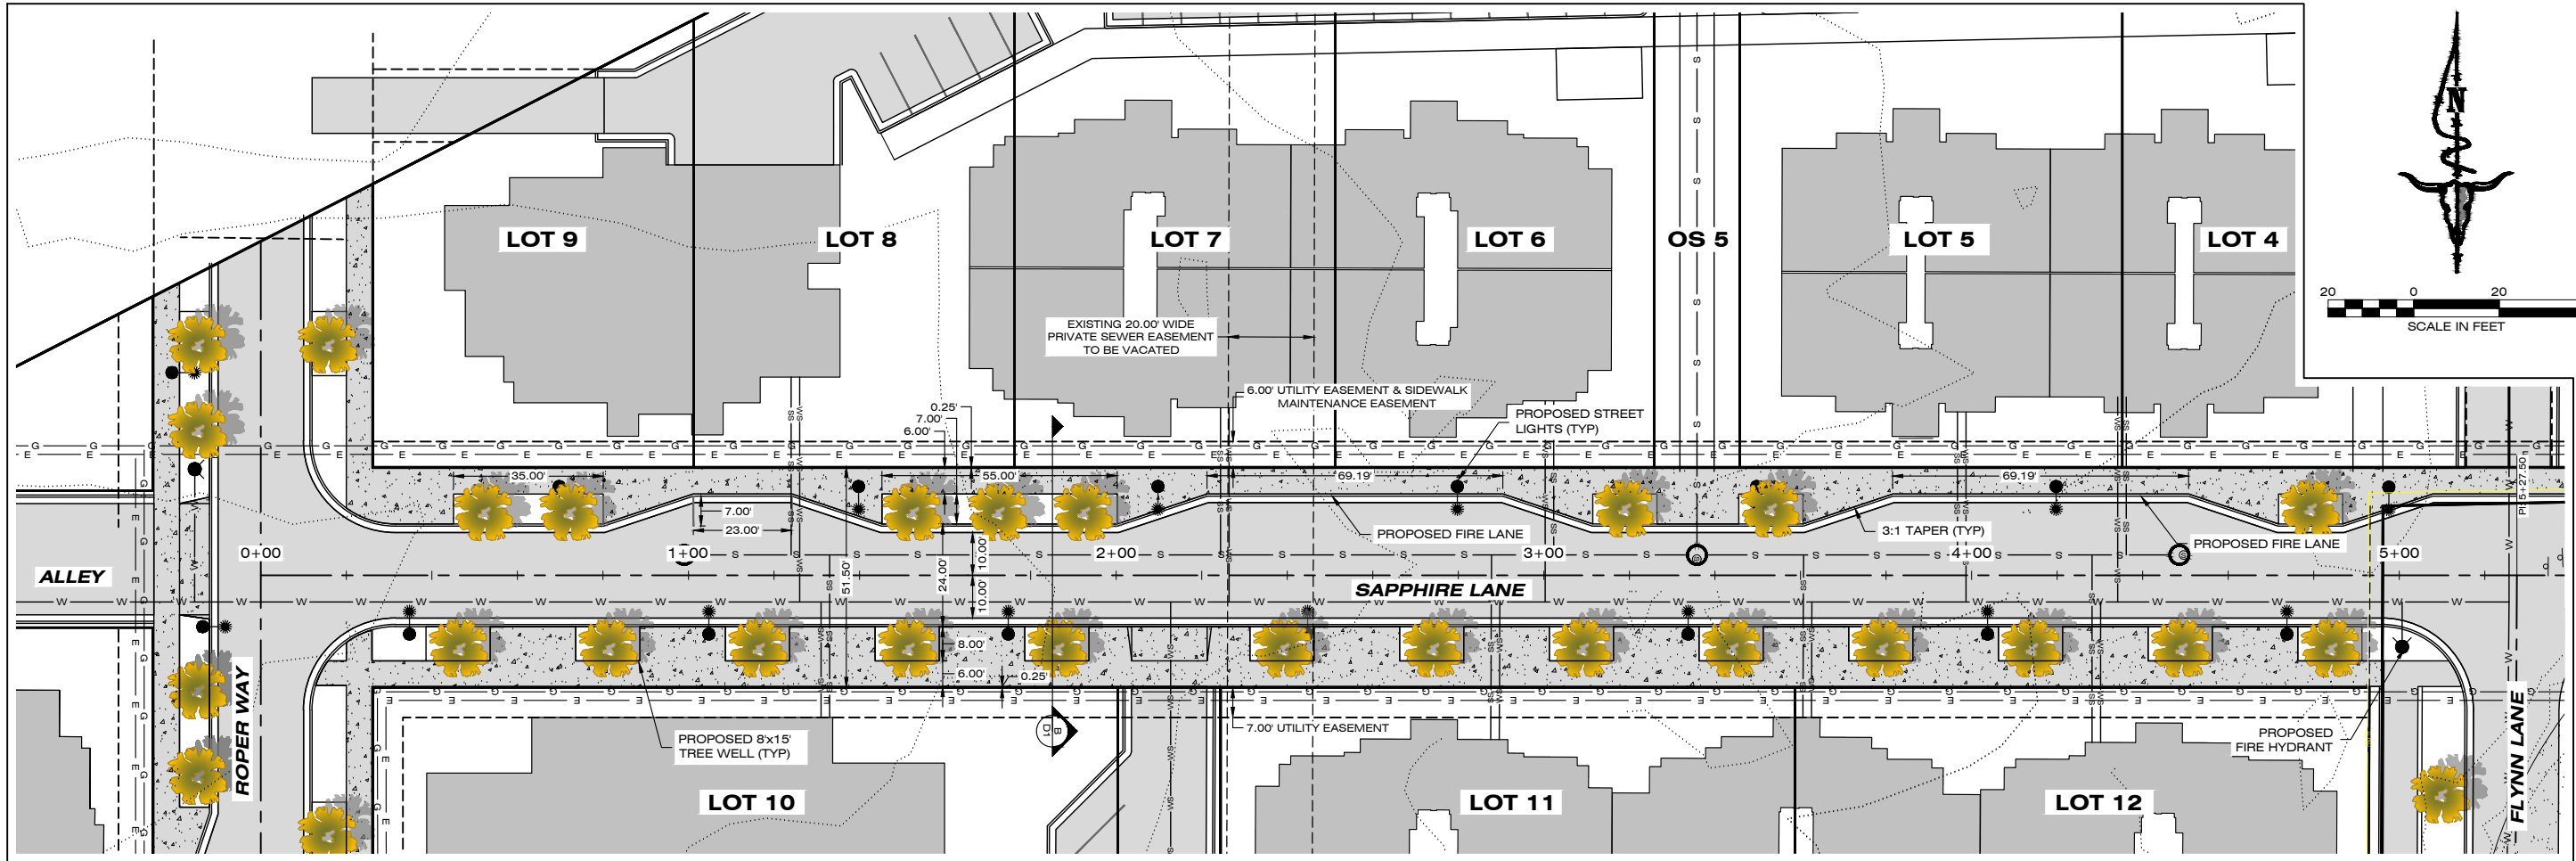 N
20 0 20
SCALE IN FEET
LOT 9
LOT 8
LOT 7
LOT 6
OS 5
LOT 5
LOT 4
EXISTING 20.00' WIDE
PRIVATE SEWER EASEMENT
TO BE VACATED
6.00' UTILITY EASEMENT & SIDEWALK
MAINTENANCE EASEMENT
PROPOSED STREET
LIGHTS (TYP)
0.25'
7.00'
6.00'
35.00'
55.00'
69.19'
69.19'
PI 5+27.50
7.00'
23.00'
PROPOSED FIRE LANE
3:1 TAPER (TYP)
PROPOSED FIRE LANE
0+00
1+00
2+00
3+00
4+00
5+00
ALLEY
SAPPHIRE LANE
51.50'
24.00'
10.00'
10.00'
8.00'
6.00'
0.25'
ROPER WAY
FLYNN LANE
PROPOSED 8'x15'
TREE WELL (TYP)
B
D1
7.00' UTILITY EASEMENT
PROPOSED
FIRE HYDRANT
LOT 10
LOT 11
LOT 12